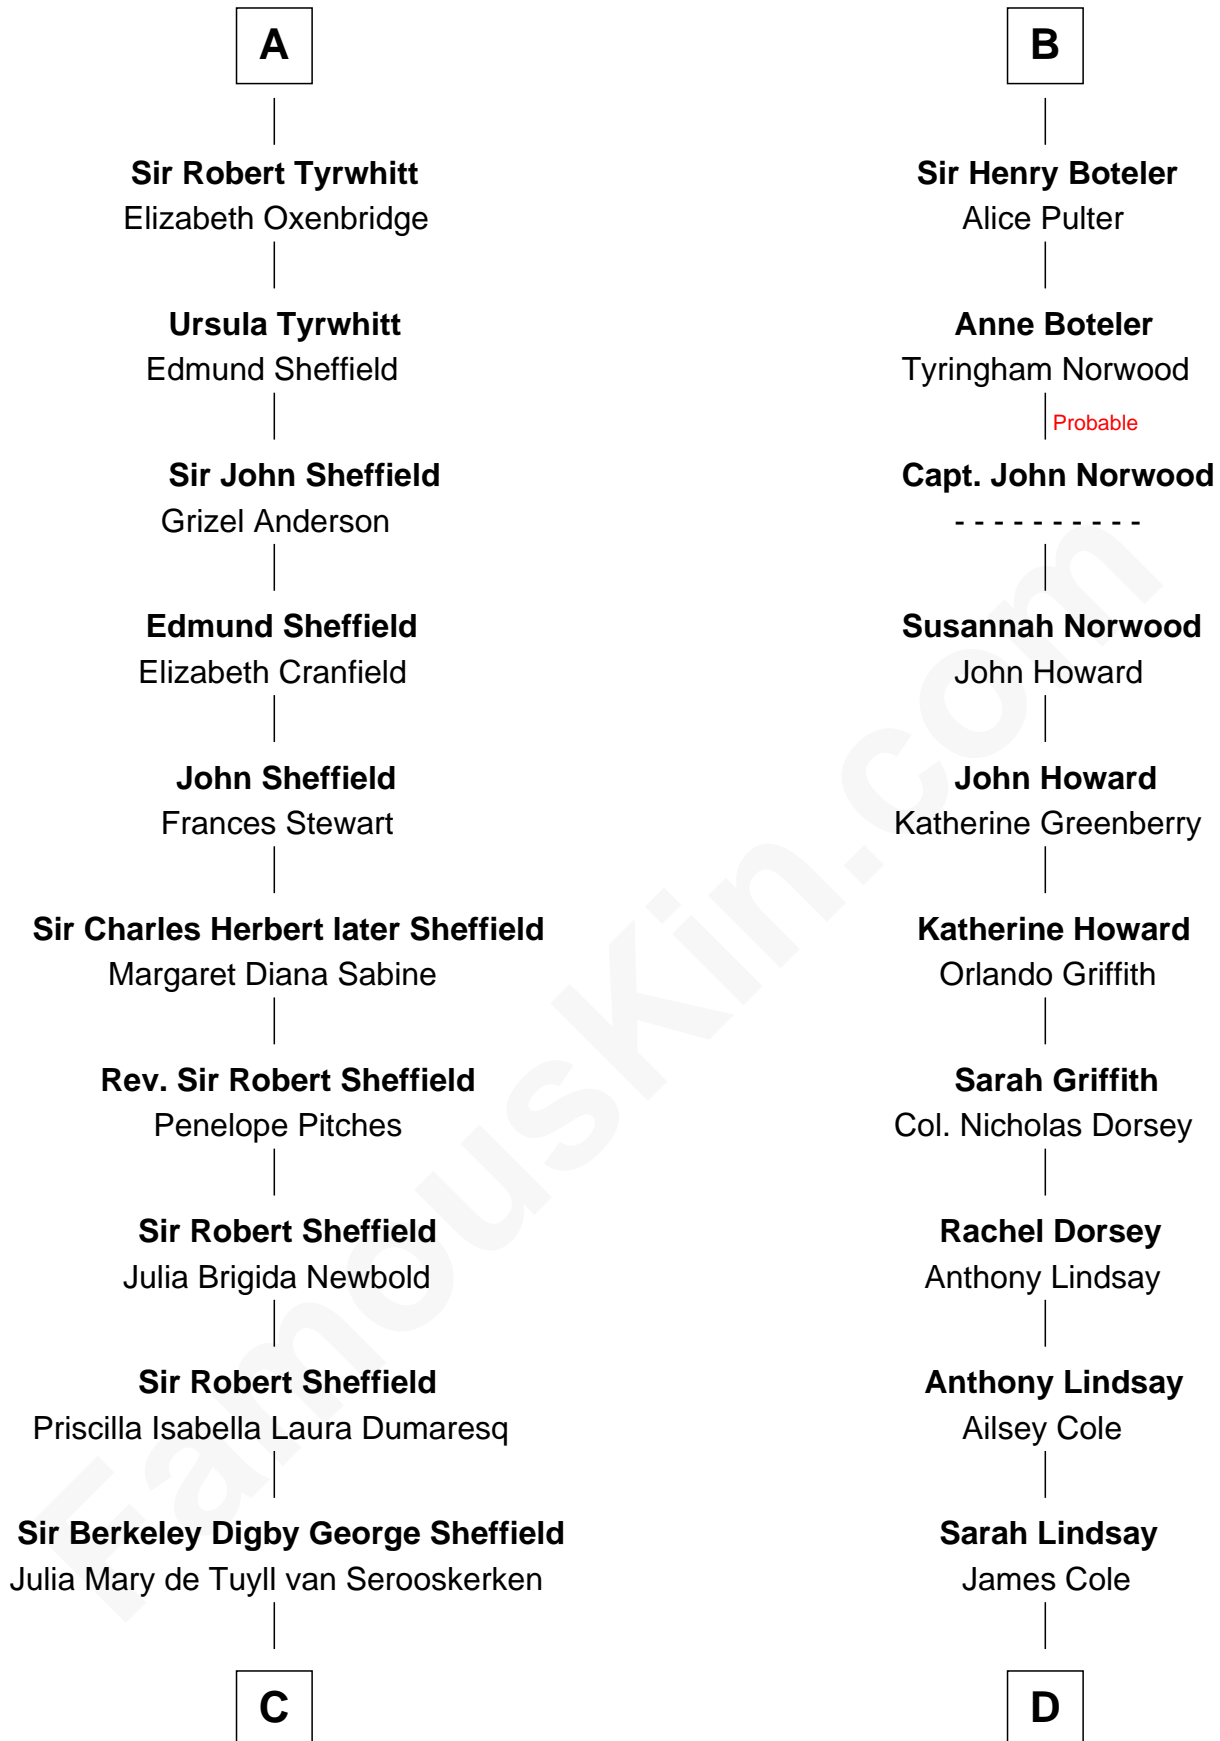 A
Sir Robert Tyrwhitt
Elizabeth Oxenbridge
Ursula Tyrwhitt
Edmund Sheffield
Sir John Sheffield
Grizel Anderson
Edmund Sheffield
Elizabeth Cranfield
John Sheffield
Frances Stewart
Sir Charles Herbert later Sheffield
Margaret Diana Sabine
Rev. Sir Robert Sheffield
Penelope Pitches
Sir Robert Sheffield
Julia Brigida Newbold
Sir Robert Sheffield
Priscilla Isabella Laura Dumaresq
Sir Berkeley Digby George Sheffield
Julia Mary de Tuyll van Serooskerken
C
B
Sir Henry Boteler
Alice Pulter
Anne Boteler
Tyringham Norwood
Probable
Capt. John Norwood
- - - - - - - - - -
Susannah Norwood
John Howard
John Howard
Katherine Greenberry
Katherine Howard
Orlando Griffith
Sarah Griffith
Col. Nicholas Dorsey
Rachel Dorsey
Anthony Lindsay
Anthony Lindsay
Ailsey Cole
Sarah Lindsay
James Cole
D
FamousKin.com